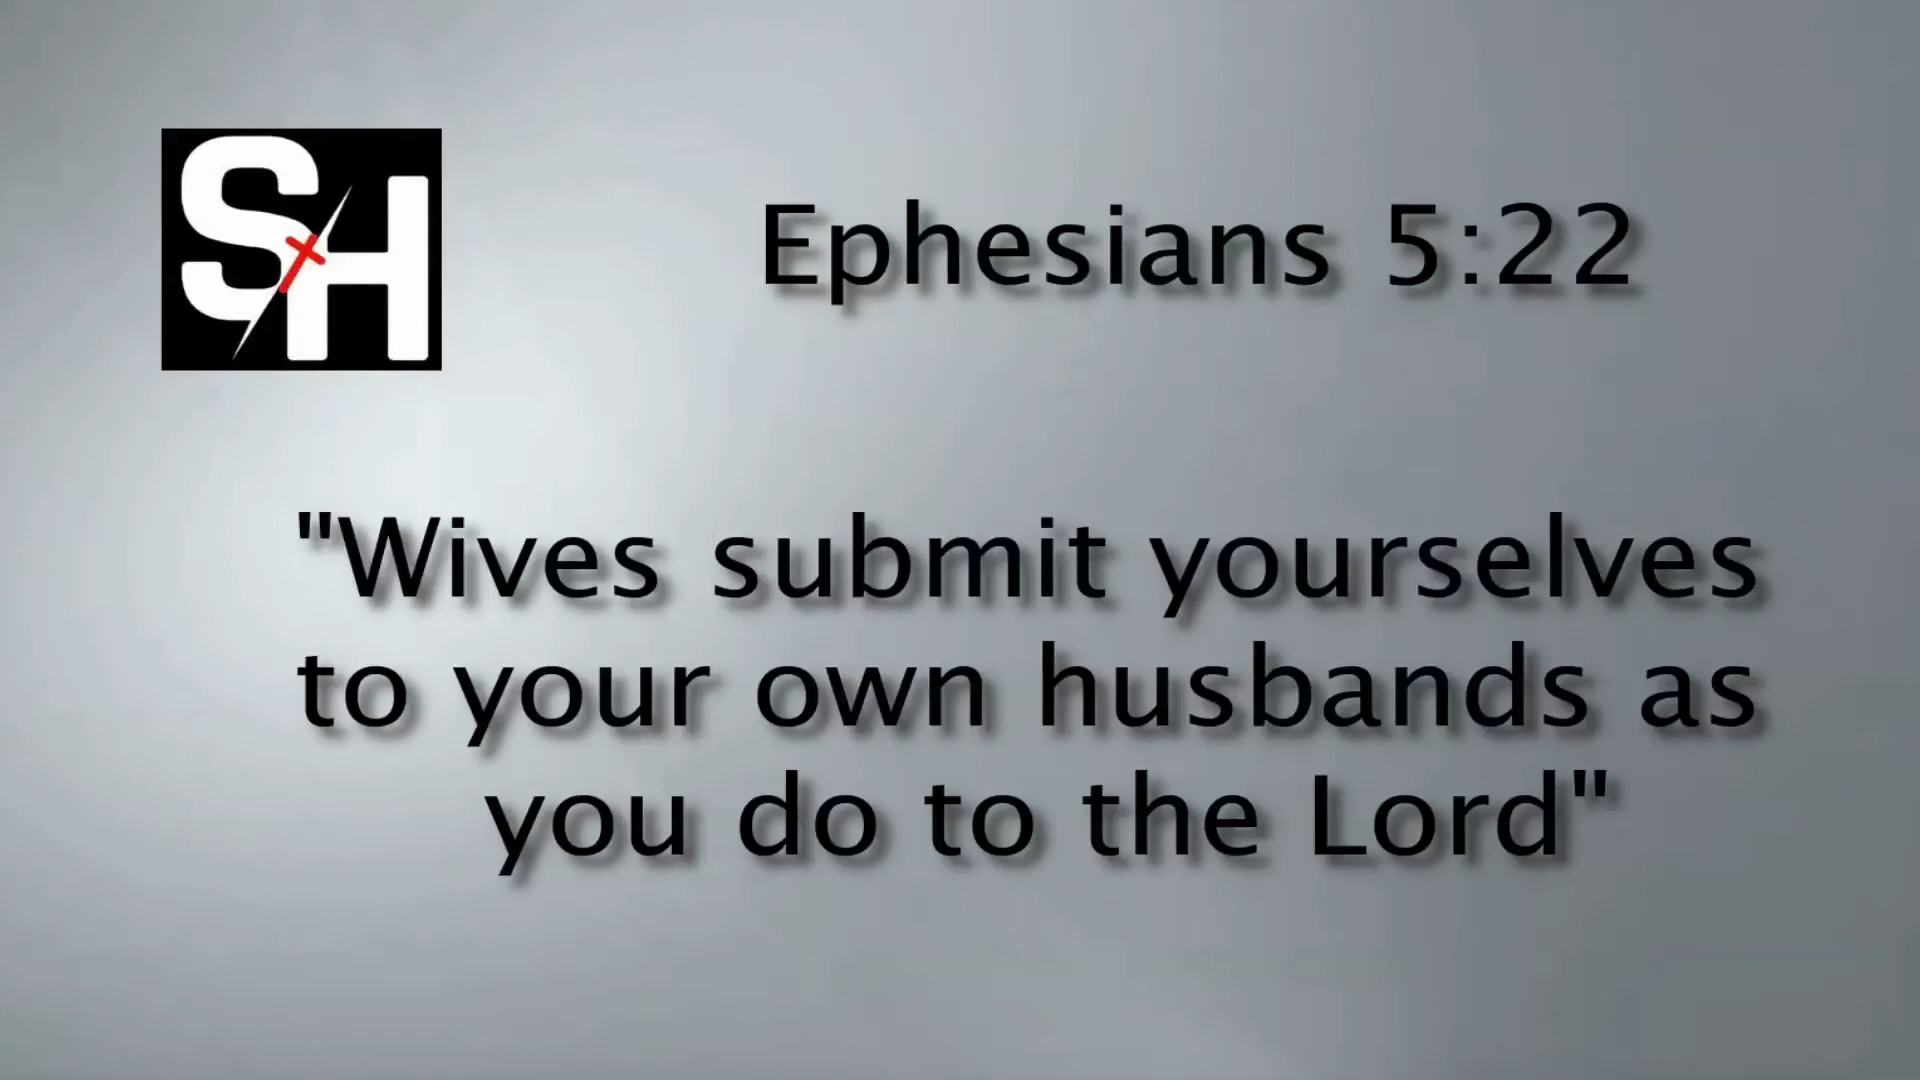 SH
Ephesians 5:22
"Wives submit yourselves
to your own husbands as
you do to the Lord"